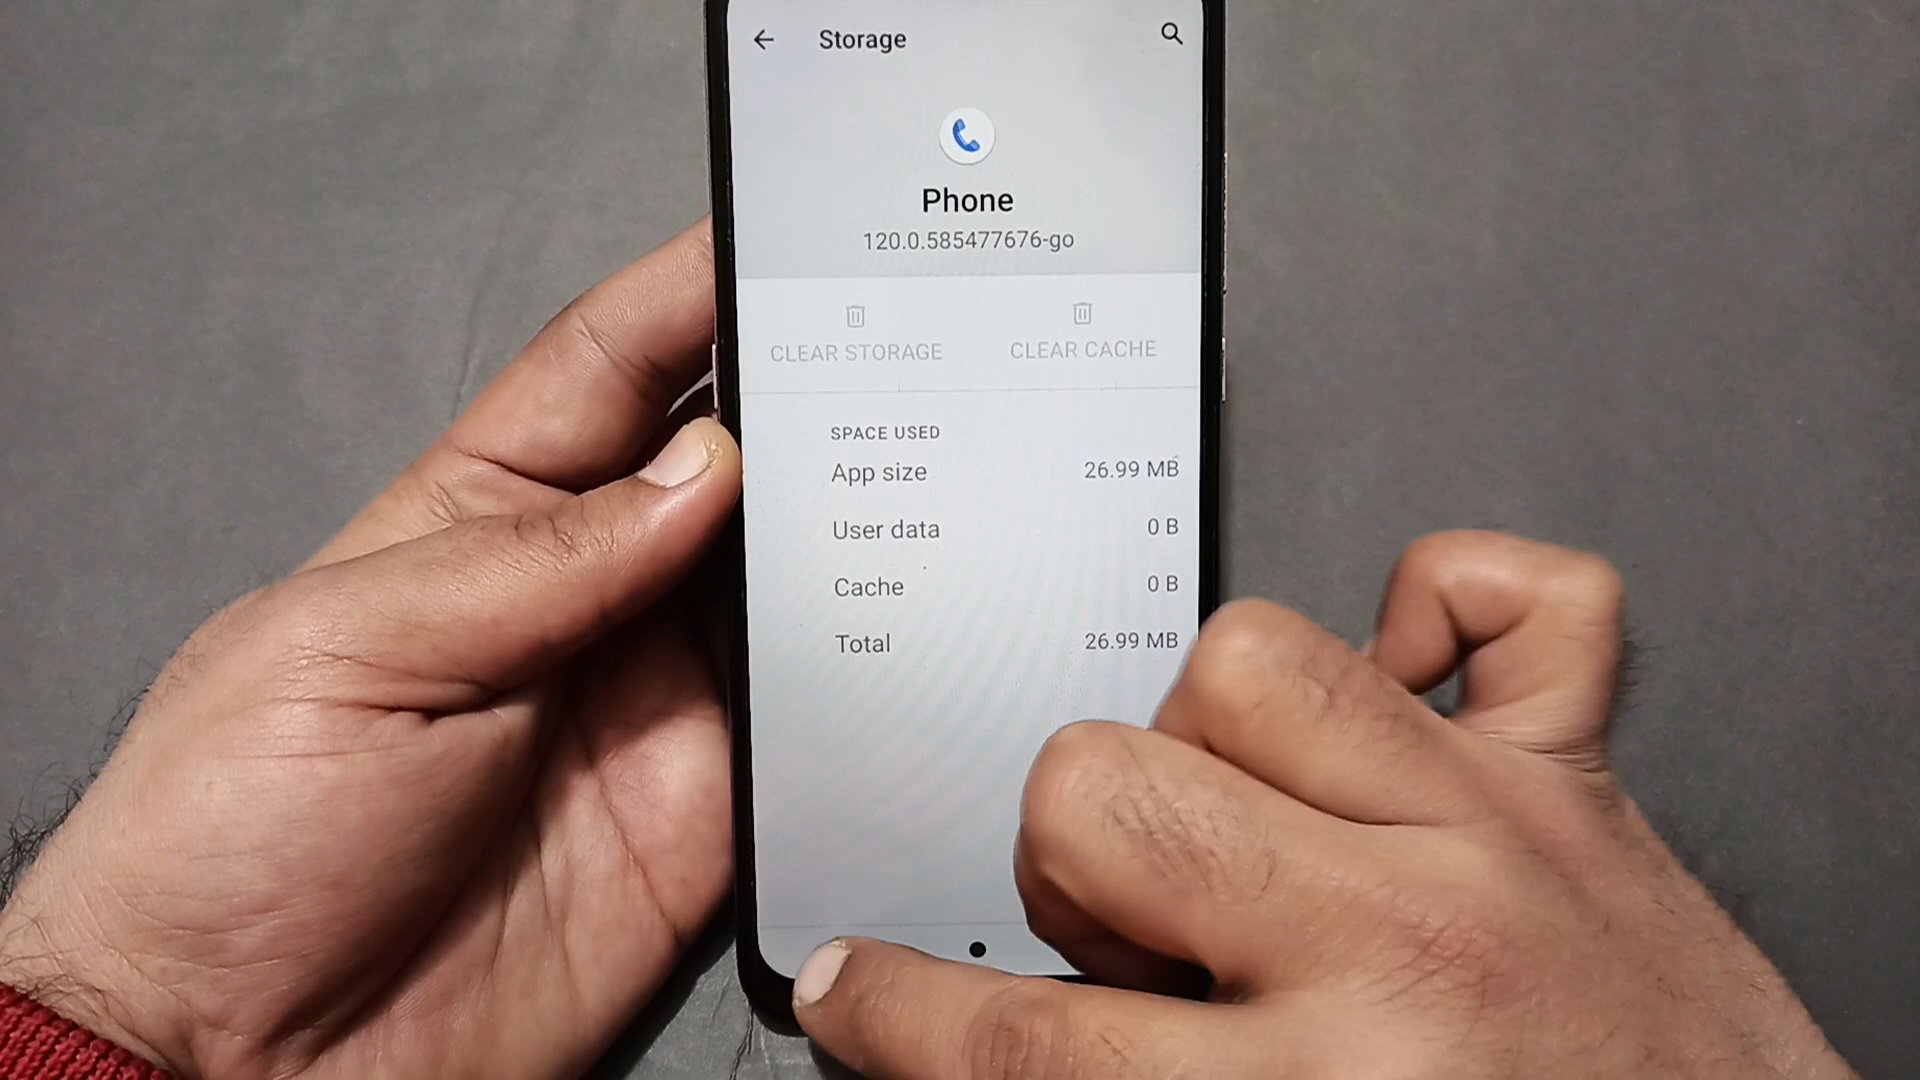 Storage
Phone
120.0.585477676-go
CLEAR STORAGE
CLEAR CACHE
SPACE USED
App size 26.99 MB
User data 0 B
Cache 0 B
Total 26.99 MB